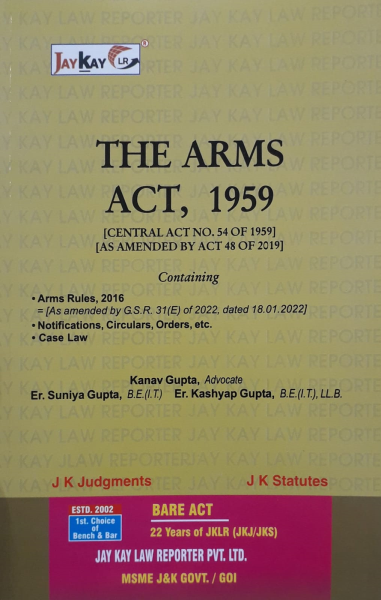 JAY KAY LR
®
THE ARMS
ACT, 1959
[CENTRAL ACT NO. 54 OF 1959]
[AS AMENDED BY ACT 48 OF 2019]
Containing
• Arms Rules, 2016
= [As amended by G.S.R. 31(E) of 2022, dated 18.01.2022]
• Notifications, Circulars, Orders, etc.
• Case Law
Kanav Gupta, Advocate
Er. Suniya Gupta, B.E.(I.T) Er. Kashyap Gupta, B.E.(I.T), LL.B.
J K Judgments J K Statutes
ESTD. 2002
1st. Choice
of
Bench & Bar
BARE ACT
22 Years of JKLR (JKJ/JKS)
JAY KAY LAW REPORTER PVT. LTD.
MSME J&K GOVT. / GOI